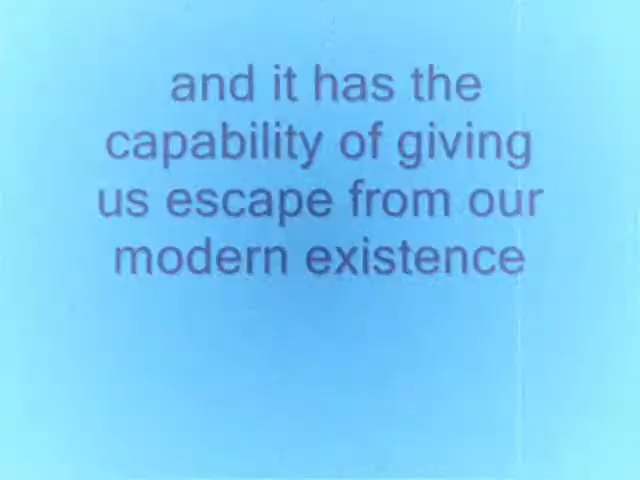 and it has the
capability of giving
us escape from our
modern existence